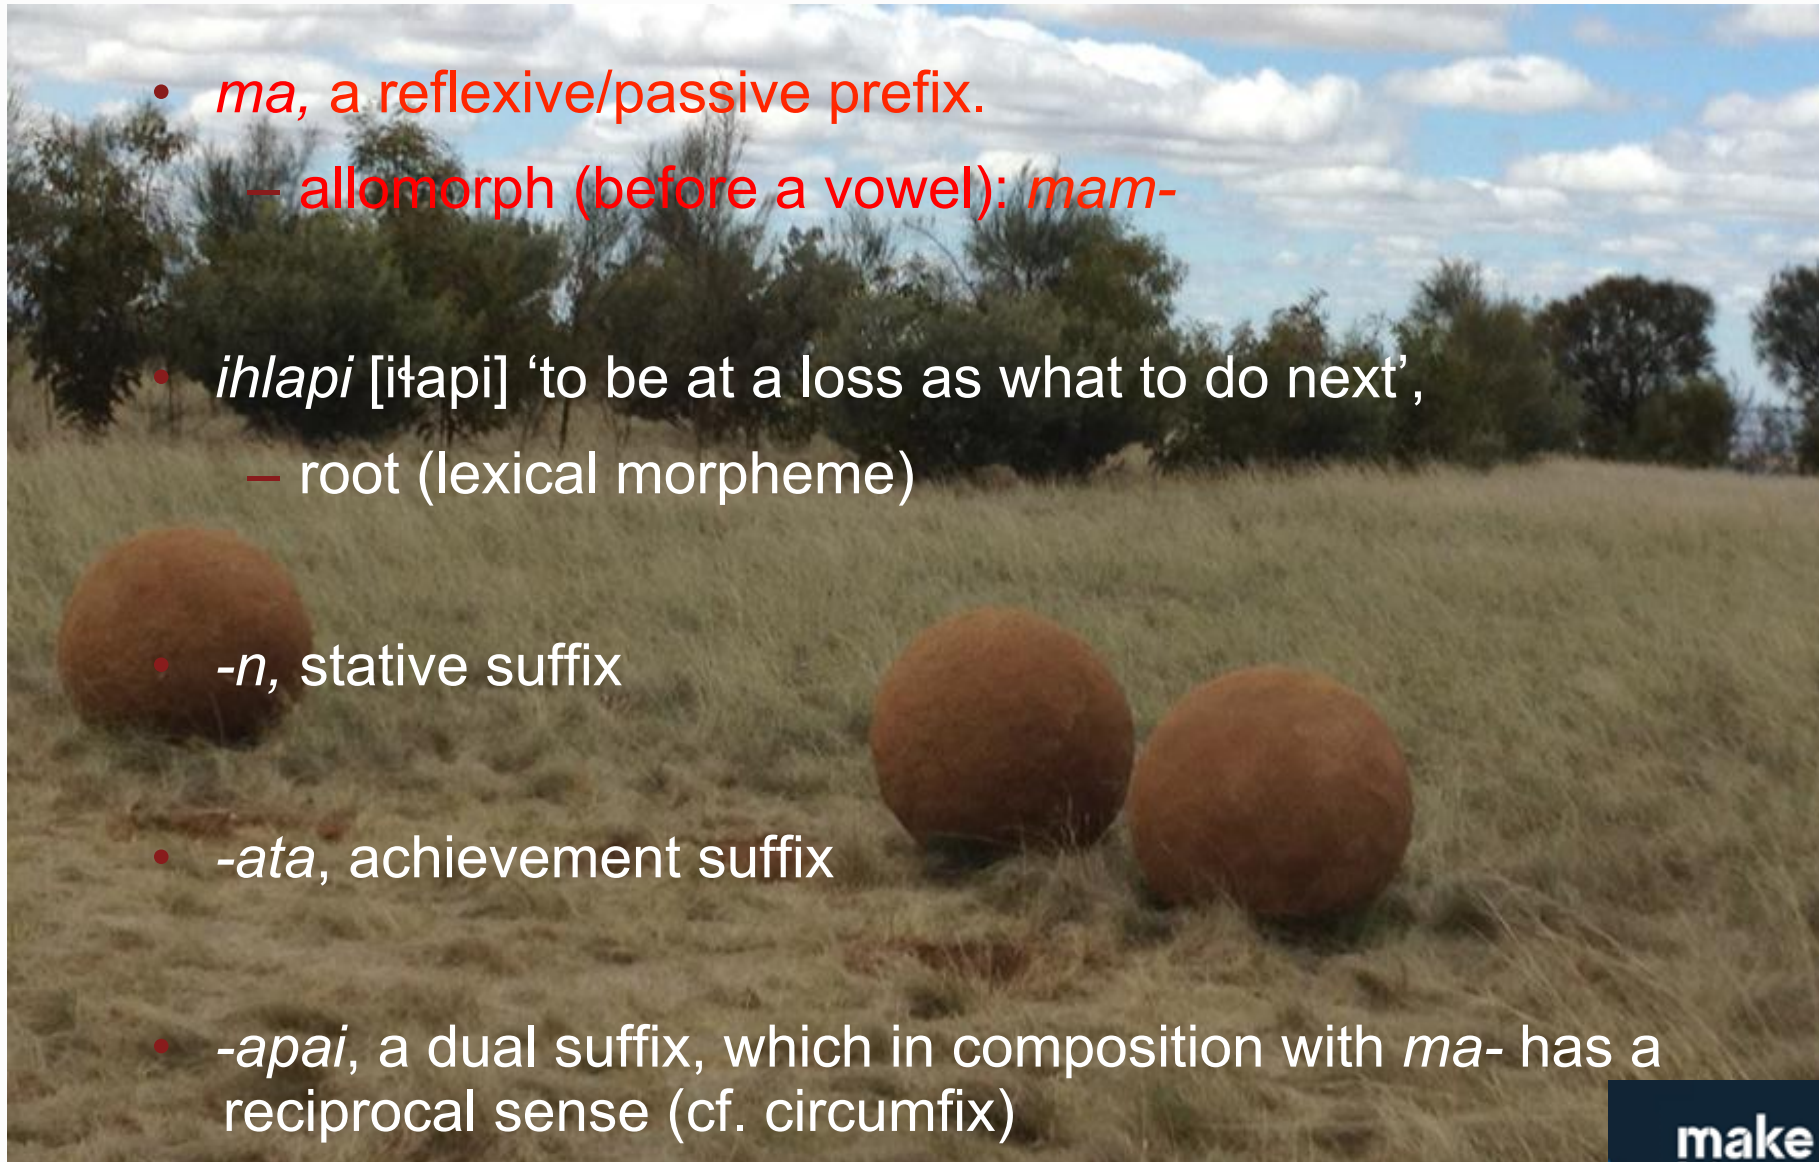 • ma, a reflexive/passive prefix.
– allomorph (before a vowel): mam-
• ihlapi [iɬapi] ‘to be at a loss as what to do next’,
– root (lexical morpheme)
• -n, stative suffix
• -ata, achievement suffix
• -apai, a dual suffix, which in composition with ma- has a
reciprocal sense (cf. circumfix)
make